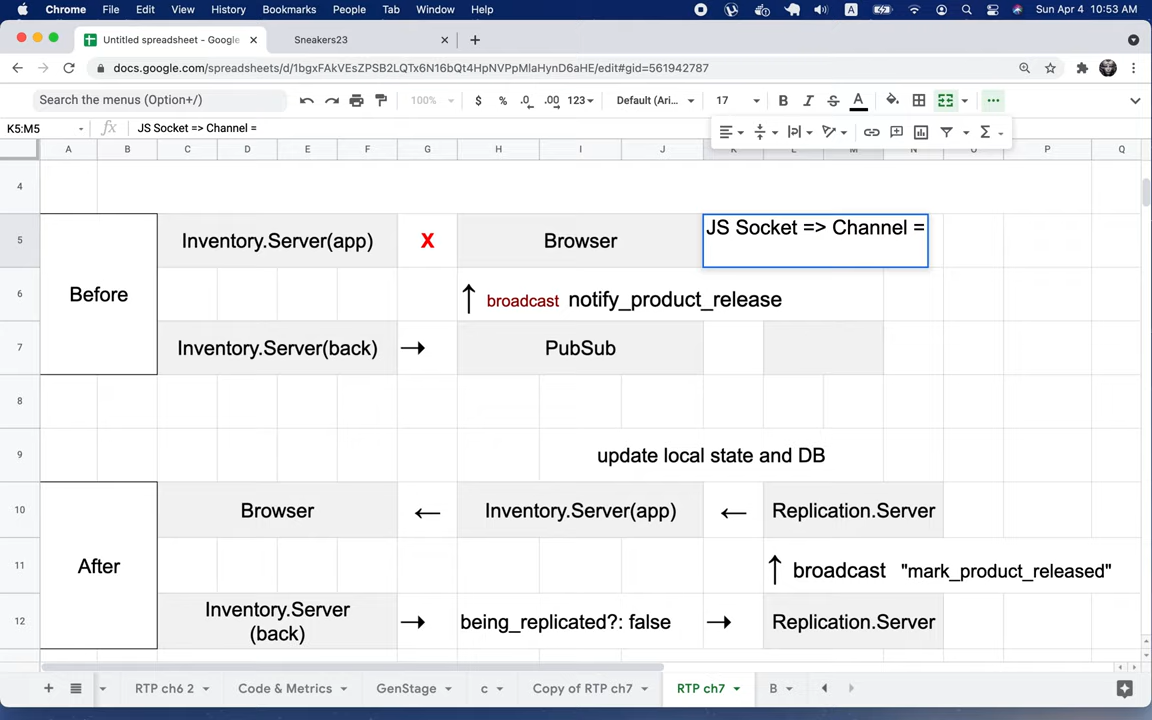 Chrome File Edit View History Bookmarks People Tab Window Help A Sun Apr 4 10:53 AM
Untitled spreadsheet - Google Sneakers23
docs.google.com/spreadsheets/d/1bgxFAkVEsZPSB2LQTx6N16bQt4HpNVPpMlaHynD6aHE/edit#gid=561942787
Search the menus (Option+/) 100% $ % .0 .00 123 Default (Ari... 17 B I S A
K5:M5 fx JS Socket => Channel =
A B C D E F G H I J K L M N O P Q
4
5 Inventory.Server(app) X Browser JS Socket => Channel =
Before
6 ↑ broadcast notify_product_release
7 Inventory.Server(back) → PubSub
8
9 update local state and DB
10 Browser ← Inventory.Server(app) ← Replication.Server
After
11 ↑ broadcast "mark_product_released"
12 Inventory.Server
(back) → being_replicated?: false → Replication.Server
RTP ch6 2 Code & Metrics GenStage c Copy of RTP ch7 RTP ch7 B